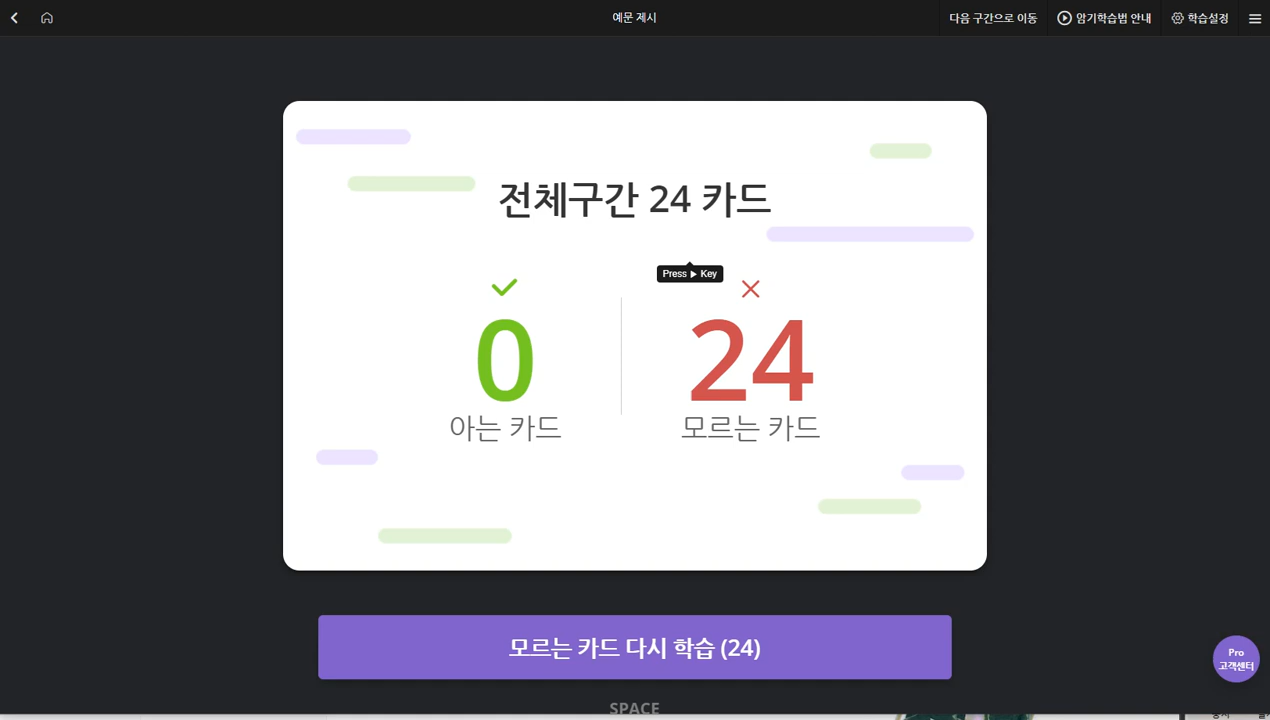 예문 제시
다음 구간으로 이동
암기학습법 안내
학습설정
전체구간 24 카드
Press ▶ Key
0
24
아는 카드
모르는 카드
모르는 카드 다시 학습 (24)
Pro
고객센터
SPACE